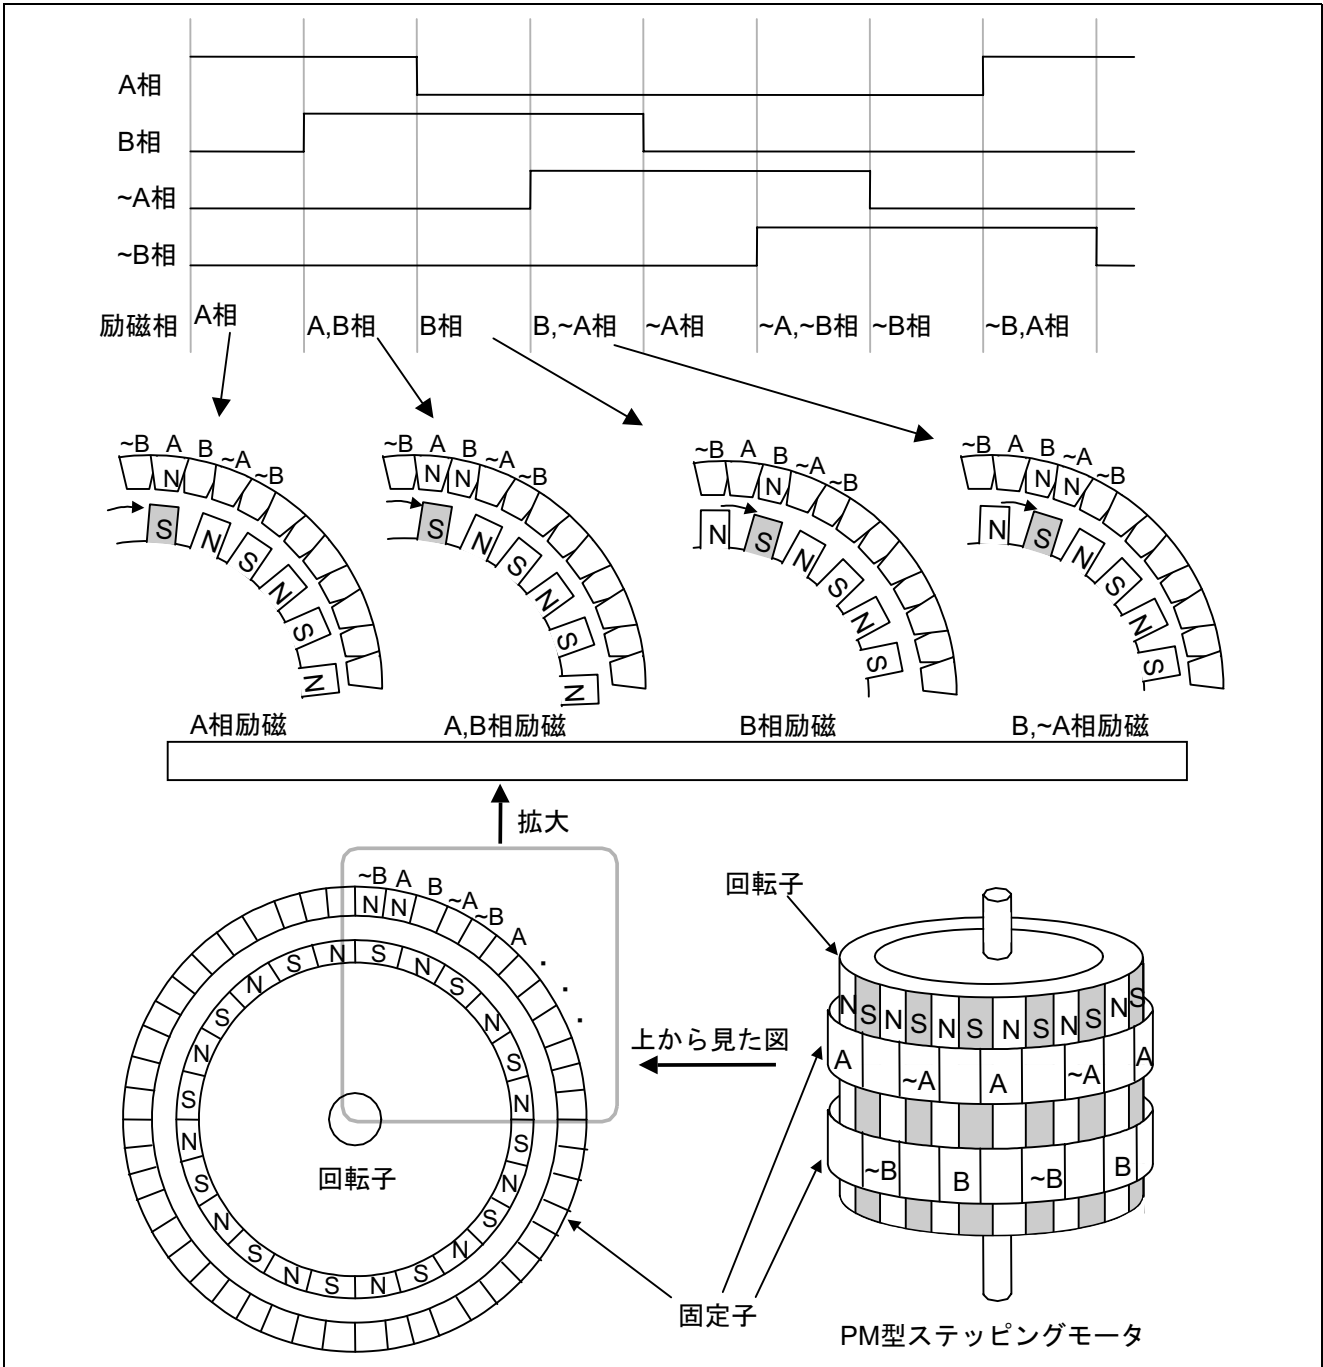 A相
B相
~A相
~B相
励磁相 A相 A,B相 B相 B,~A相 ~A相 ~A,~B相 ~B相 ~B,A相
~B A B ~A ~B
N
S N S N S N
~B A B ~A ~B
N N
S N S N S N
~B A B ~A ~B
N
N S N S N S
~B A B ~A ~B
N N
N S N S N S
A相励磁 A,B相励磁 B相励磁 B,~A相励磁
拡大
~B A B ~A ~B A ・ ・ ・
N N
S N S N S N S N S N S N S N S N S N S N S N S N
回転子
上から見た図
回転子
N S N S N S N S N S N S
A ~A A ~A A
~B B ~B B
固定子
PM型ステッピングモータ